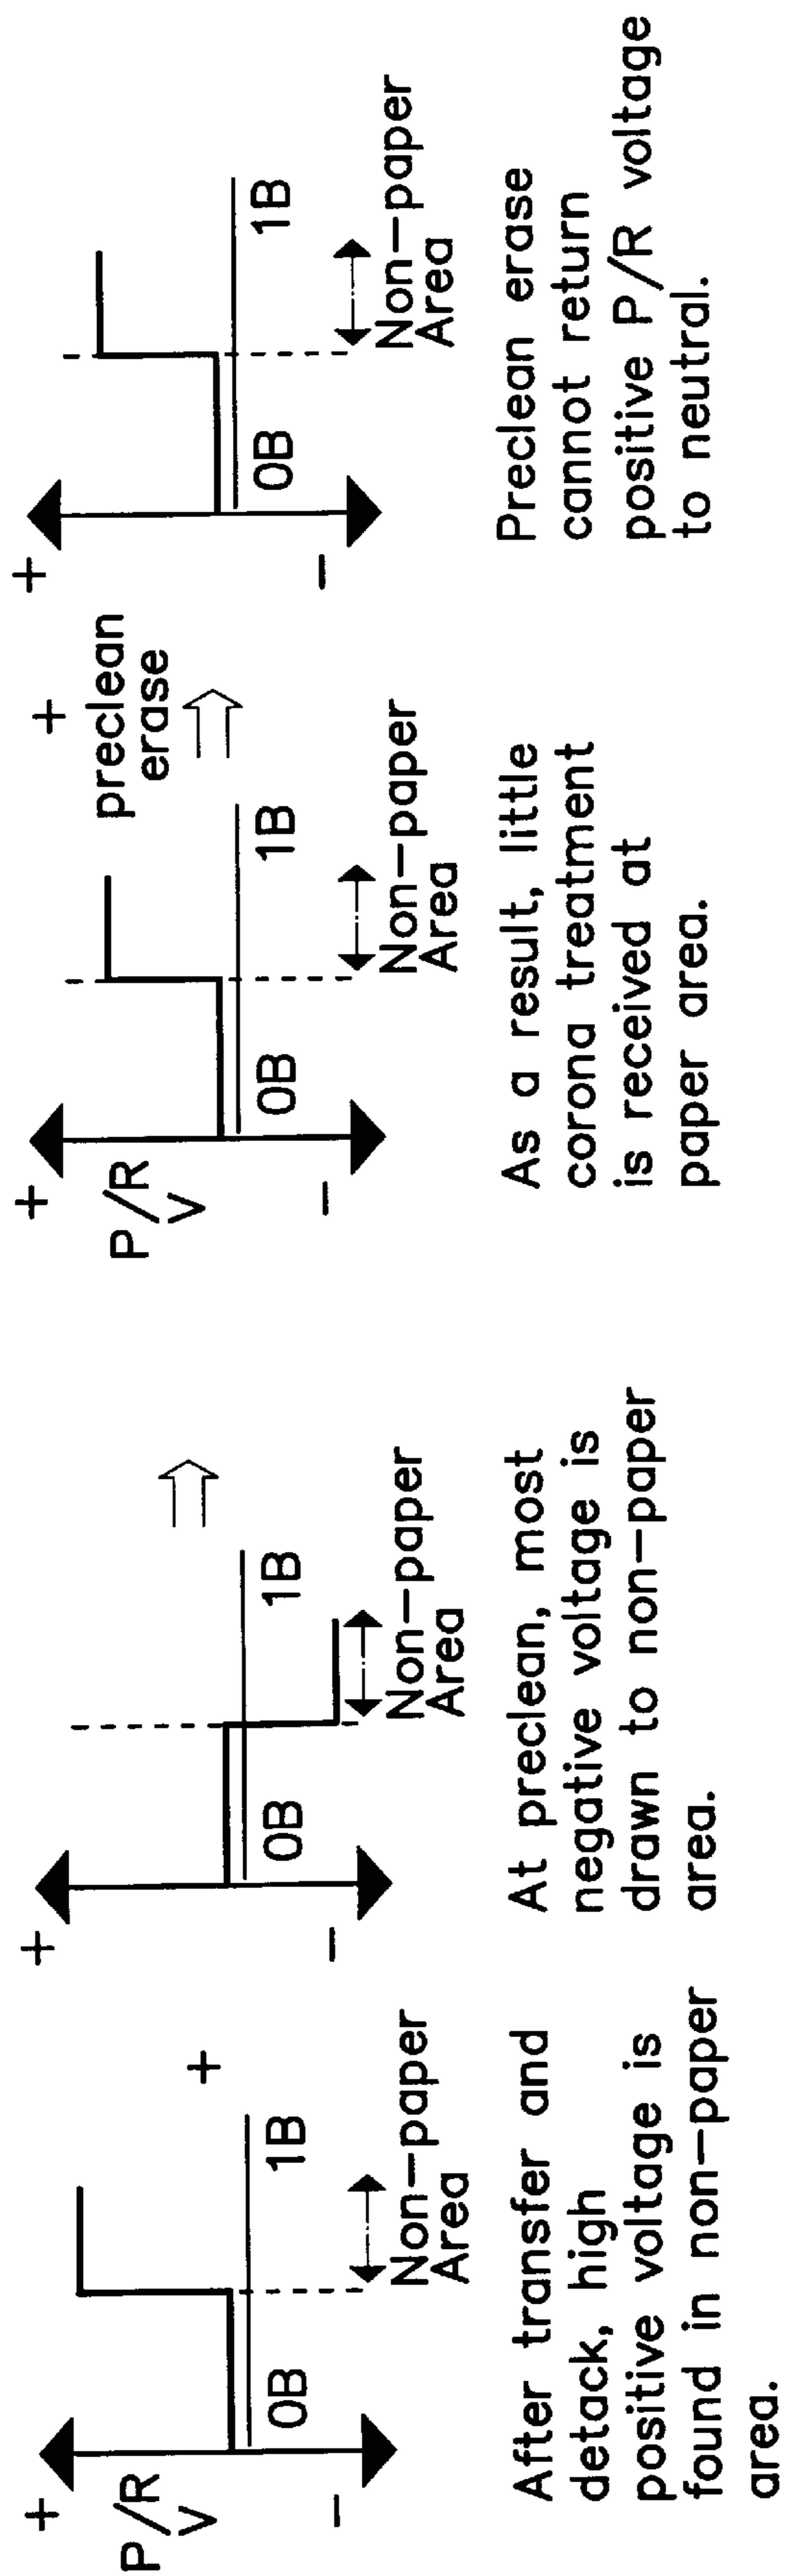 +
P/R
V
−
0B
1B
Non−paper
Area
After transfer and
detack, high
positive voltage is
found in non−paper
area.
+
+
−
0B
1B
Non−paper
Area
At preclean, most
negative voltage is
drawn to non−paper
area.
+
P/R
V
−
0B
1B
Non−paper
Area
As a result, little
corona treatment
is received at
paper area.
+
preclean
erase
+
−
0B
1B
Non−paper
Area
Preclean erase
cannot return
positive P/R voltage
to neutral.